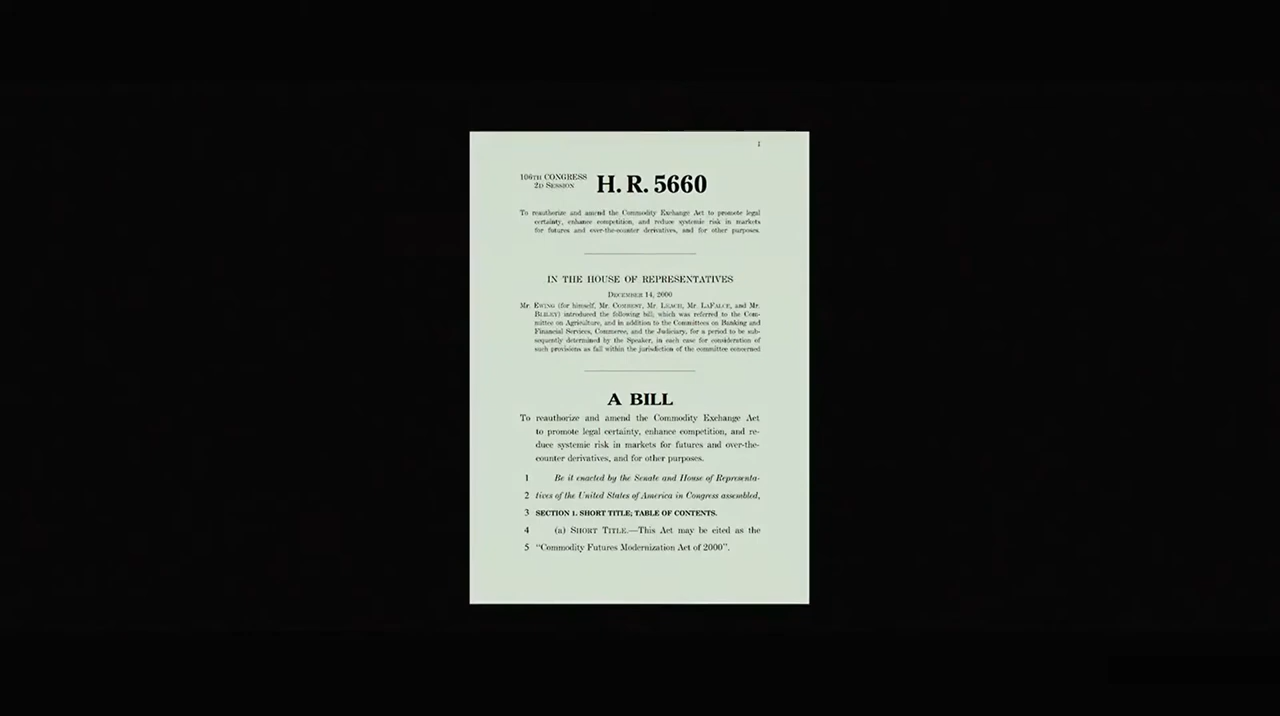 1
106TH CONGRESS
2D SESSION
H. R. 5660
To reauthorize and amend the Commodity Exchange Act to promote legal
certainty, enhance competition, and reduce systemic risk in markets
for futures and over-the-counter derivatives, and for other purposes.
IN THE HOUSE OF REPRESENTATIVES
DECEMBER 14, 2000
Mr. EWING (for himself, Mr. COMBEST, Mr. LEACH, Mr. LAFALCE, and Mr.
BLILEY) introduced the following bill; which was referred to the Com-
mittee on Agriculture, and in addition to the Committees on Banking and
Financial Services, Commerce, and the Judiciary, for a period to be sub-
sequently determined by the Speaker, in each case for consideration of
such provisions as fall within the jurisdiction of the committee concerned
A BILL
To reauthorize and amend the Commodity Exchange Act
to promote legal certainty, enhance competition, and re-
duce systemic risk in markets for futures and over-the-
counter derivatives, and for other purposes.
1 Be it enacted by the Senate and House of Representa-
2 tives of the United States of America in Congress assembled,
3 SECTION 1. SHORT TITLE; TABLE OF CONTENTS.
4 (a) SHORT TITLE.—This Act may be cited as the
5 “Commodity Futures Modernization Act of 2000”.